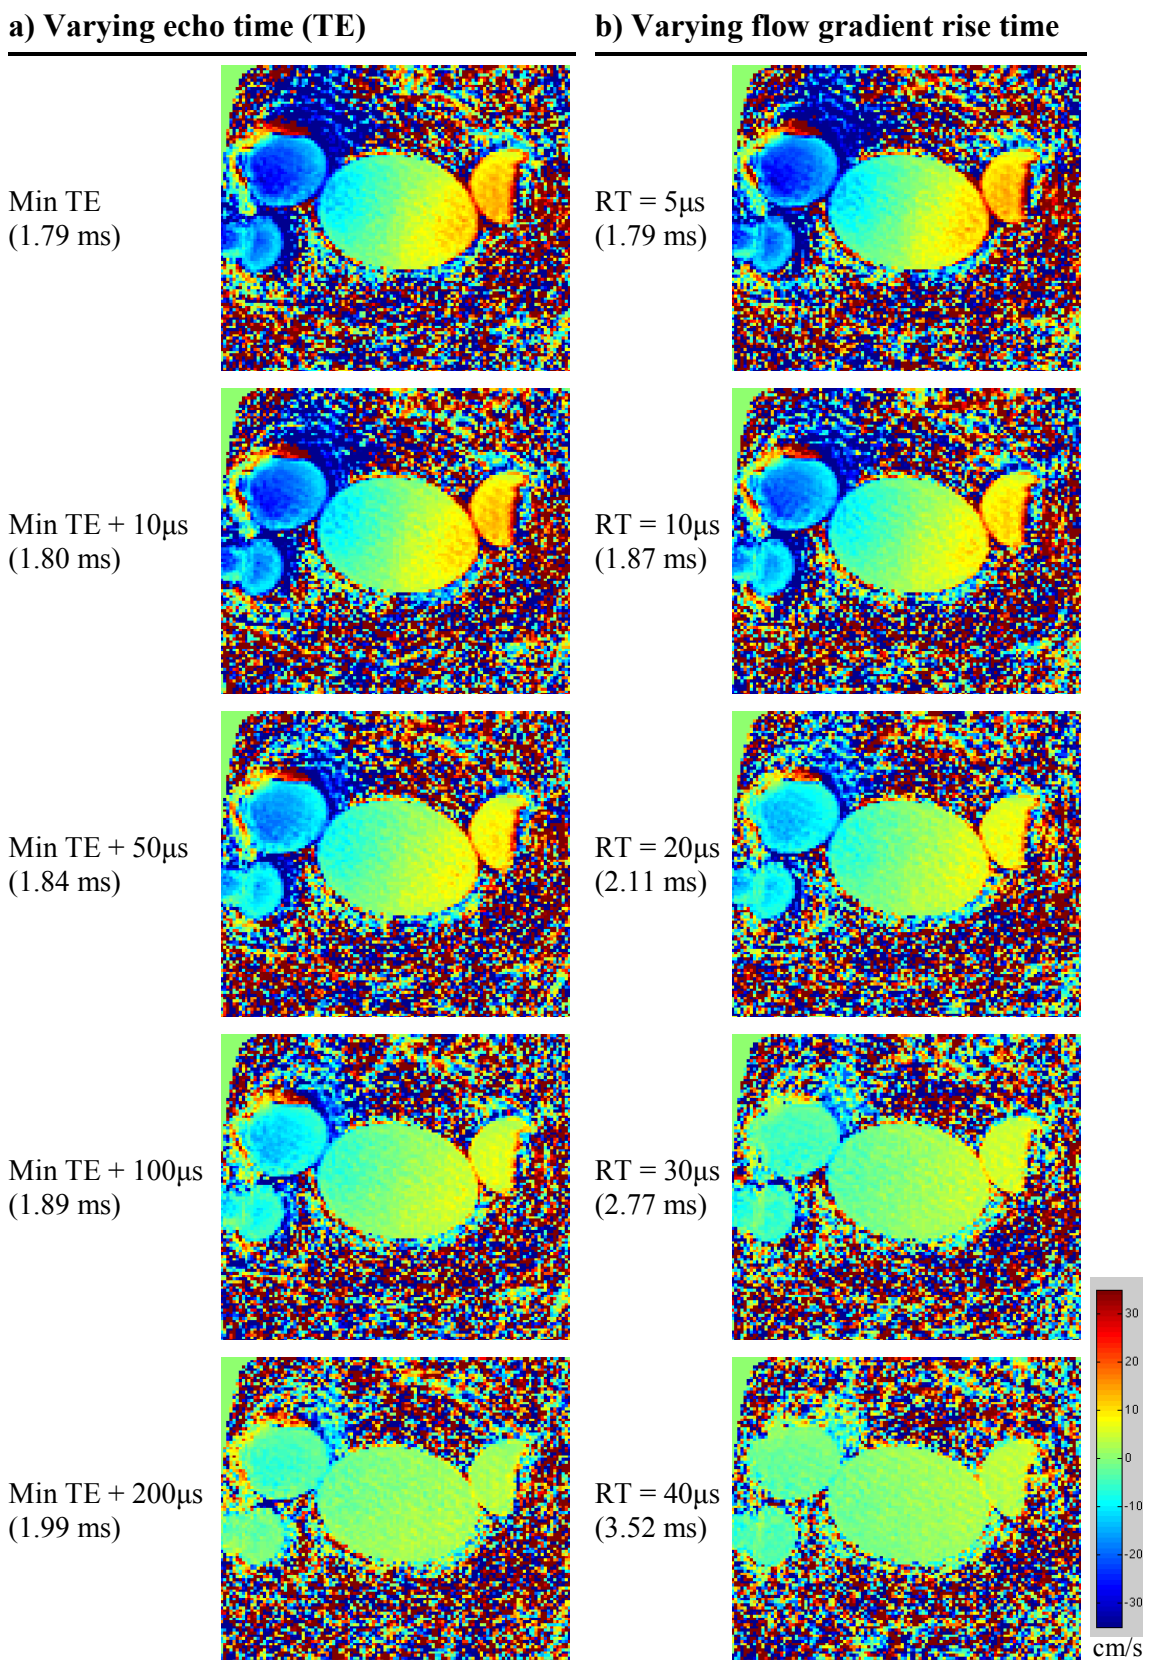 a) Varying echo time (TE)
b) Varying flow gradient rise time
Min TE
(1.79 ms)
RT = 5μs
(1.79 ms)
Min TE + 10μs
(1.80 ms)
RT = 10μs
(1.87 ms)
Min TE + 50μs
(1.84 ms)
RT = 20μs
(2.11 ms)
Min TE + 100μs
(1.89 ms)
RT = 30μs
(2.77 ms)
Min TE + 200μs
(1.99 ms)
RT = 40μs
(3.52 ms)
30
20
10
0
-10
-20
-30
cm/s